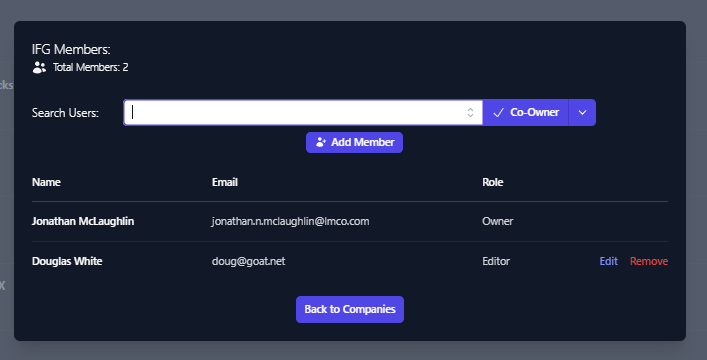 IFG Members:
Total Members: 2
cks
Search Users: Co-Owner
Add Member
Name Email Role
Jonathan McLaughlin jonathan.n.mclaughlin@lmco.com Owner
Douglas White doug@goat.net Editor Edit Remove
X
Back to Companies